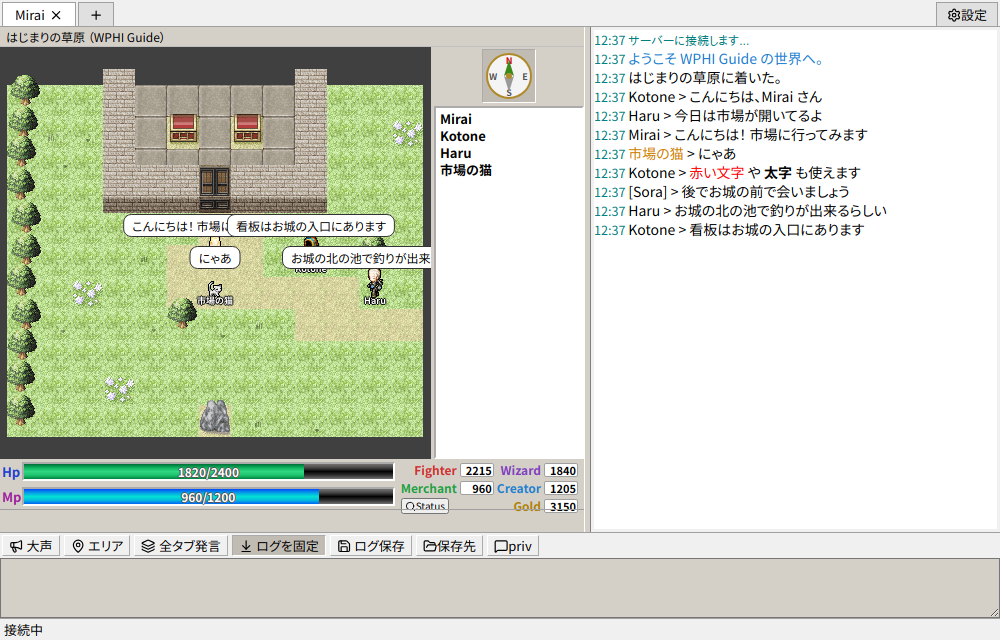 Mirai ×
+
設定
はじまりの草原 (WPHI Guide)
N
W E
S
Mirai
Kotone
Haru
市場の猫
こんにちは! 市場に
看板はお城の入口にあります
にゃあ
お城の北の池で釣りが出来
Kotone
市場の猫
Haru
12:37 サーバーに接続します...
12:37 ようこそ WPHI Guide の世界へ。
12:37 はじまりの草原に着いた。
12:37 Kotone > こんにちは、Mirai さん
12:37 Haru > 今日は市場が開いてるよ
12:37 Mirai > こんにちは! 市場に行ってみます
12:37 市場の猫 > にゃあ
12:37 Kotone > 赤い文字 や 太字 も使えます
12:37 [Sora] > 後でお城の前で会いましょう
12:37 Haru > お城の北の池で釣りが出来るらしい
12:37 Kotone > 看板はお城の入口にあります
Hp 1820/2400
Mp 960/1200
Fighter 2215 Wizard 1840
Merchant 960 Creator 1205
Status Gold 3150
大声 エリア 全タブ発言 ログを固定 ログ保存 保存先 priv
接続中